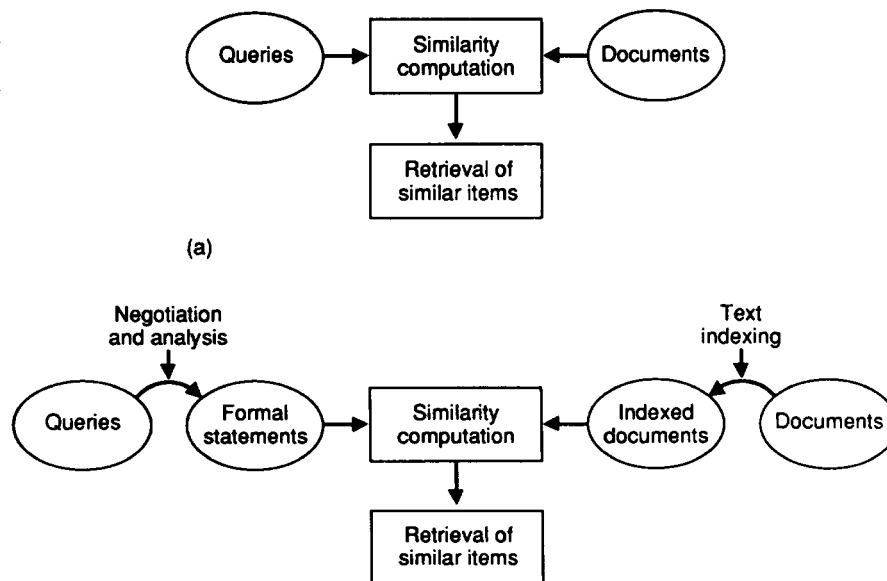 Queries
Similarity
computation
Documents
Retrieval of
similar items
(a)
Negotiation
and analysis
Text
indexing
Queries
Formal
statements
Similarity
computation
Indexed
documents
Documents
Retrieval of
similar items